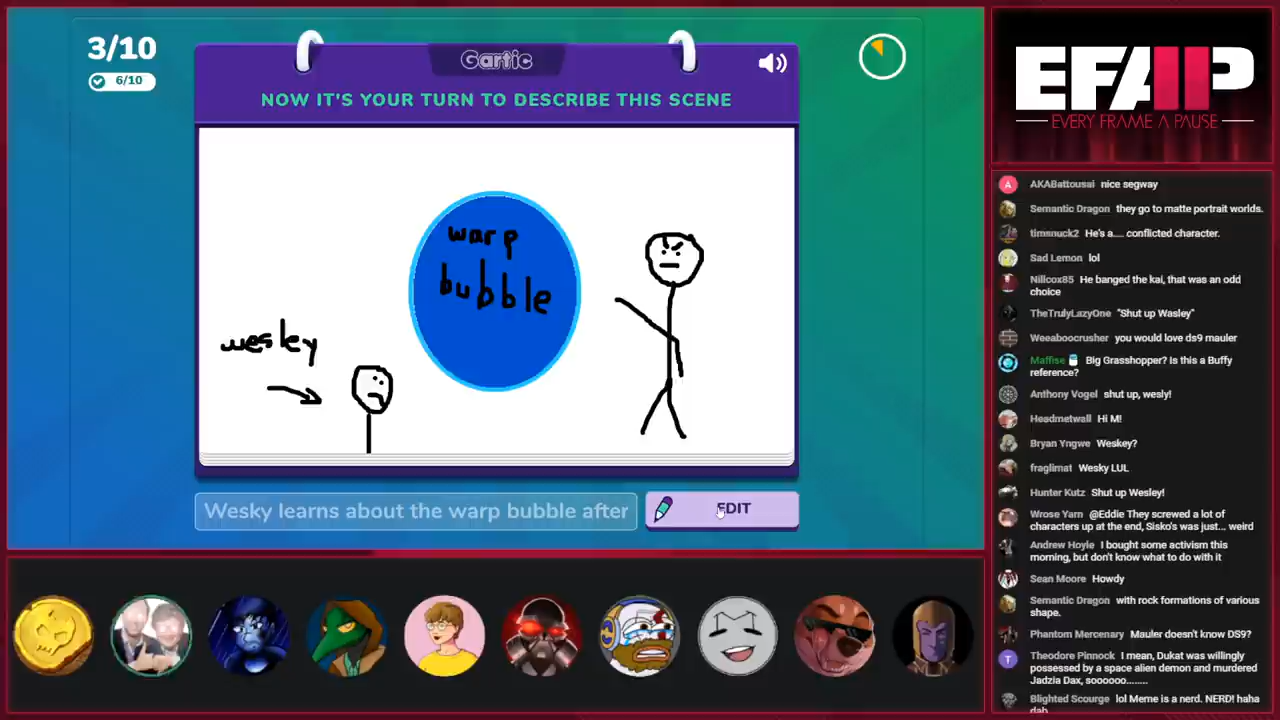 3/10
6/10
Gartic
NOW IT'S YOUR TURN TO DESCRIBE THIS SCENE
warp
bubble
wesley
Wesky learns about the warp bubble after
EDIT
EFAP
EVERY FRAME A PAUSE
A
AKABattousai nice segway
Semantic Dragon they go to matte portrait worlds.
timsnuck2 He's a.... conflicted character.
Sad Lemon lol
Nillcox85 He banged the kai, that was an odd
choice
TheTrulyLazyOne "Shut up Wasley"
Weeaboocrusher you would love ds9 mauler
Maffise Big Grasshopper? Is this a Buffy
reference?
Anthony Vogel shut up, wesly!
Headmetwall Hi M!
Bryan Yngwe Weskey?
fraglimat Wesky LUL
Hunter Kutz Shut up Wesley!
Wrose Yarn @Eddie They screwed a lot of
characters up at the end, Sisko's was just... weird
Andrew Hoyle I bought some activism this
morning, but don't know what to do with it
Sean Moore Howdy
Semantic Dragon with rock formations of various
shape.
Phantom Mercenary Mauler doesn't know DS9?
T
Theodore Pinnock I mean, Dukat was willingly
possessed by a space alien demon and murdered
Jadzia Dax, sooooo........
Blighted Scourge lol Meme is a nerd. NERD! haha
dab